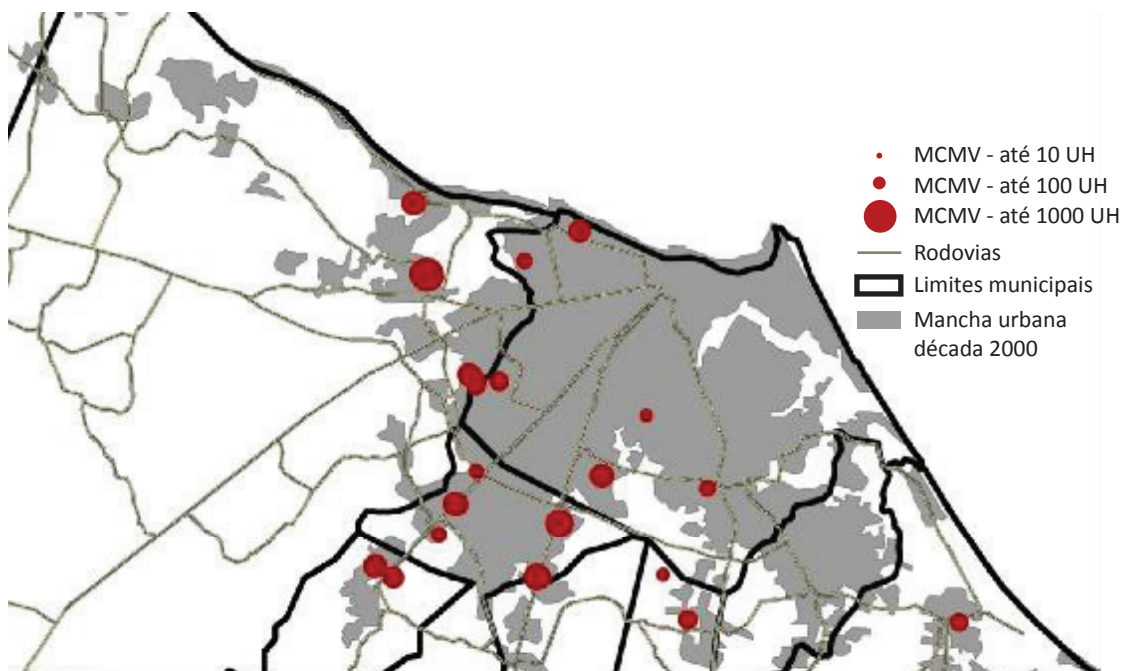 MCMV - até 10 UH
MCMV - até 100 UH
MCMV - até 1000 UH
Rodovias
Limites municipais
Mancha urbana
década 2000